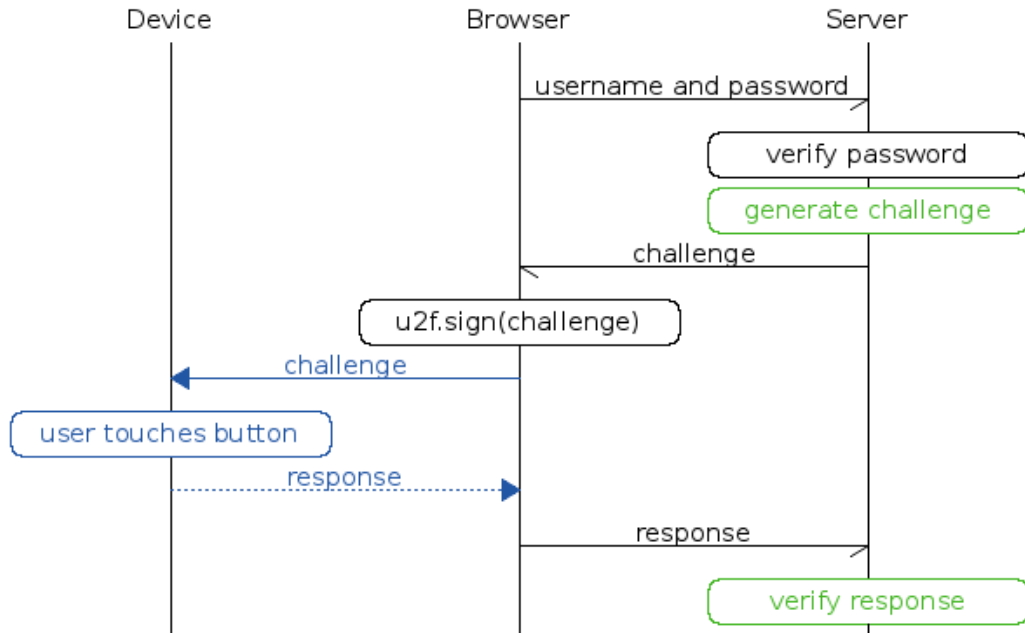 Device Browser Server
username and password
verify password
generate challenge
challenge
u2f.sign(challenge)
challenge
user touches button
response
response
verify response